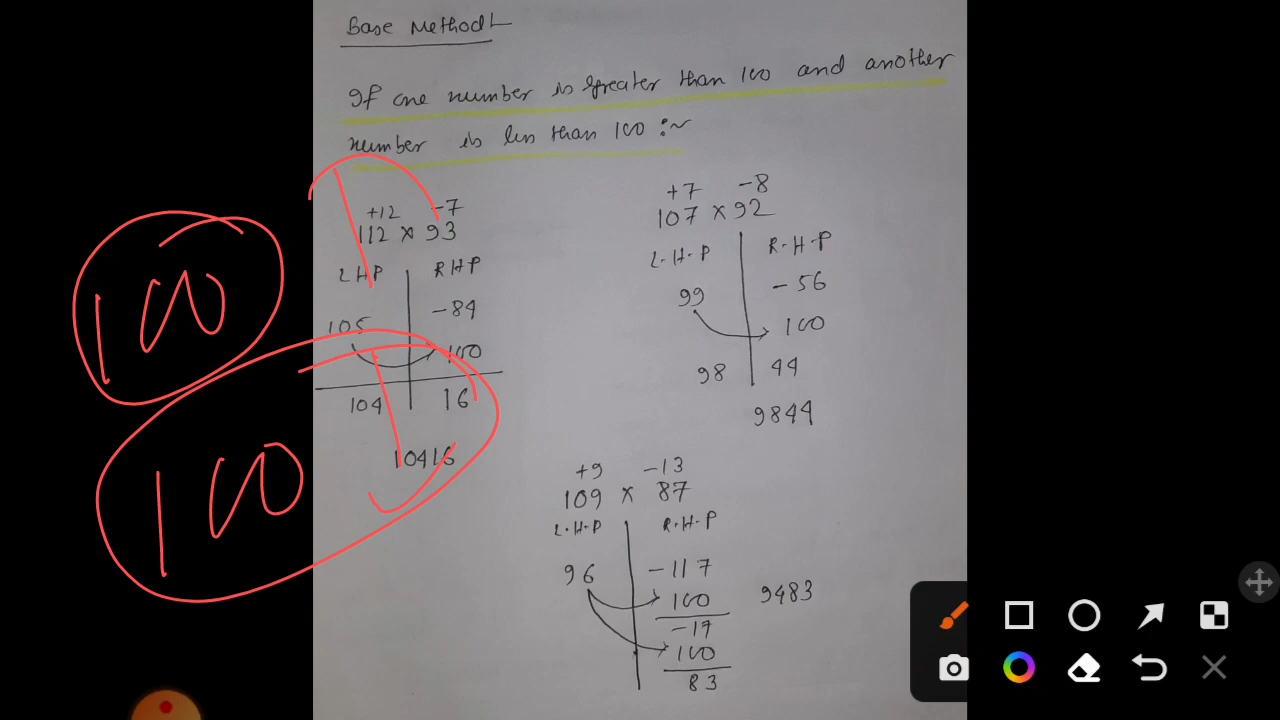 Base Method
If one number is greater than 100 and another
number is less than 100 :~
+12 -7
112 × 93
LHP RHP
-84
105
100
104 16
10416
+7 -8
107 × 92
L.H.P R.H.P
99 -56
100
98 44
9844
+9 -13
109 × 87
L.H.P R.H.P
96 -117
100
-17
100
83
9483
100
100